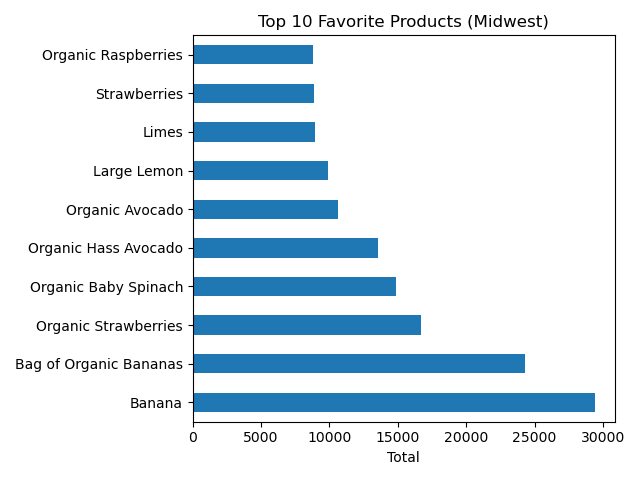 Top 10 Favorite Products (Midwest)
Organic Raspberries
Strawberries
Limes
Large Lemon
Organic Avocado
Organic Hass Avocado
Organic Baby Spinach
Organic Strawberries
Bag of Organic Bananas
Banana
0 5000 10000 15000 20000 25000 30000
Total